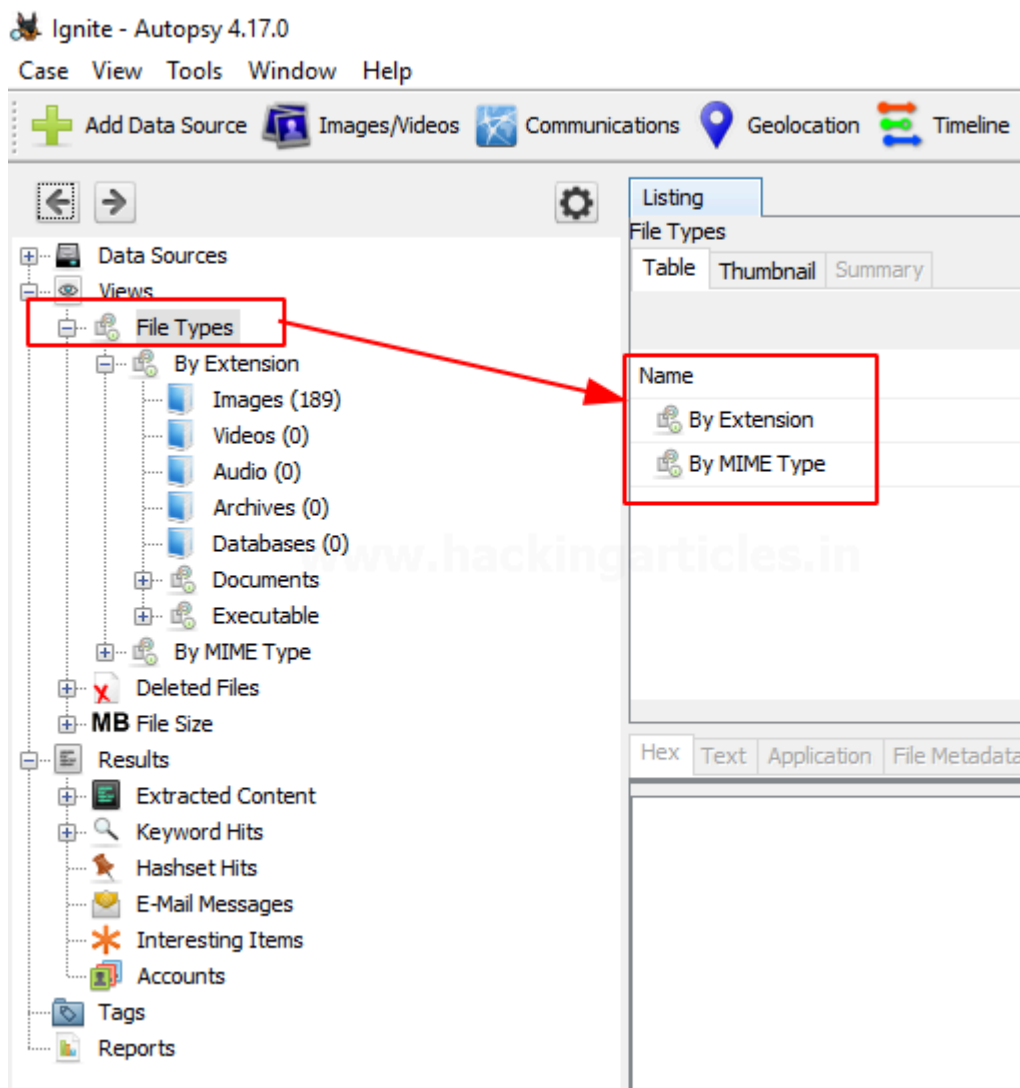 Ignite - Autopsy 4.17.0
Case View Tools Window Help
Add Data Source Images/Videos Communications Geolocation Timeline
Data Sources
Views
File Types
By Extension
Images (189)
Videos (0)
Audio (0)
Archives (0)
Databases (0)
Documents
Executable
By MIME Type
Deleted Files
MB File Size
Results
Extracted Content
Keyword Hits
Hashset Hits
E-Mail Messages
Interesting Items
Accounts
Tags
Reports
Listing
File Types
Table Thumbnail Summary
Name
By Extension
By MIME Type
www.hackingarticles.in
Hex Text Application File Metadata